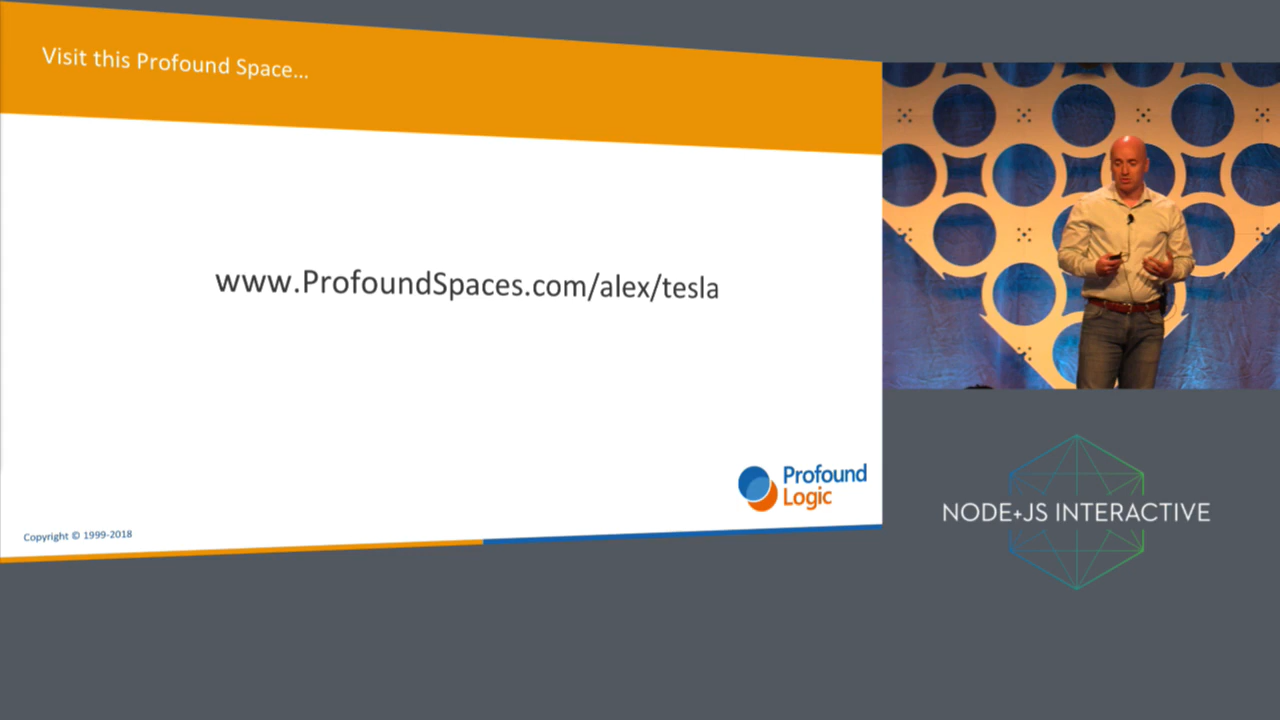 Visit this Profound Space...
www.ProfoundSpaces.com/alex/tesla
Profound
Logic
Copyright © 1999-2018
NODE+JS INTERACTIVE